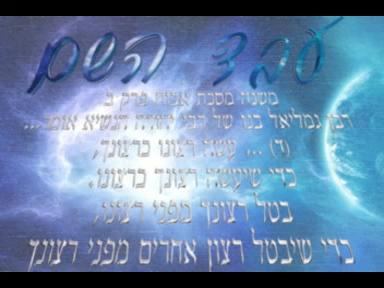 עבד השם
משנה מסכת אבות פרק ב
רבן גמליאל בנו של רבי יהודה הנשיא אומר...
(ד) ... עשה רצונו כרצונך,
כדי שיעשה רצונך כרצונו.
בטל רצונך מפני רצונו,
כדי שיבטל רצון אחרים מפני רצונך